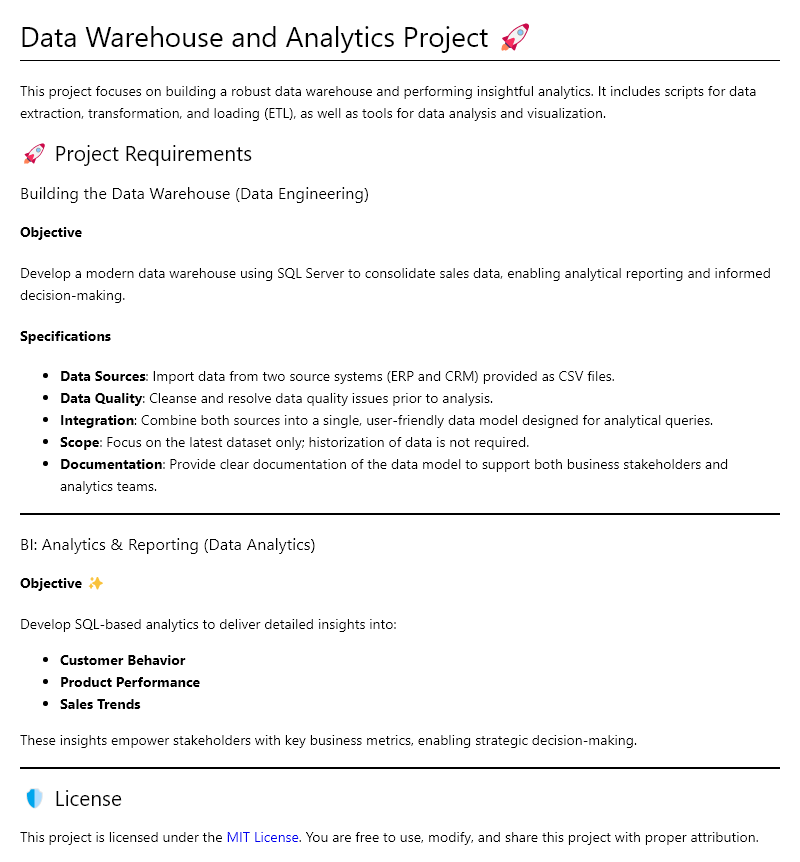 Data Warehouse and Analytics Project 🚀
This project focuses on building a robust data warehouse and performing insightful analytics. It includes scripts for data
extraction, transformation, and loading (ETL), as well as tools for data analysis and visualization.
🚀 Project Requirements
Building the Data Warehouse (Data Engineering)
Objective
Develop a modern data warehouse using SQL Server to consolidate sales data, enabling analytical reporting and informed
decision-making.
Specifications
• Data Sources: Import data from two source systems (ERP and CRM) provided as CSV files.
• Data Quality: Cleanse and resolve data quality issues prior to analysis.
• Integration: Combine both sources into a single, user-friendly data model designed for analytical queries.
• Scope: Focus on the latest dataset only; historization of data is not required.
• Documentation: Provide clear documentation of the data model to support both business stakeholders and
analytics teams.
BI: Analytics & Reporting (Data Analytics)
Objective ✨
Develop SQL-based analytics to deliver detailed insights into:
• Customer Behavior
• Product Performance
• Sales Trends
These insights empower stakeholders with key business metrics, enabling strategic decision-making.
🛡️ License
This project is licensed under the MIT License. You are free to use, modify, and share this project with proper attribution.